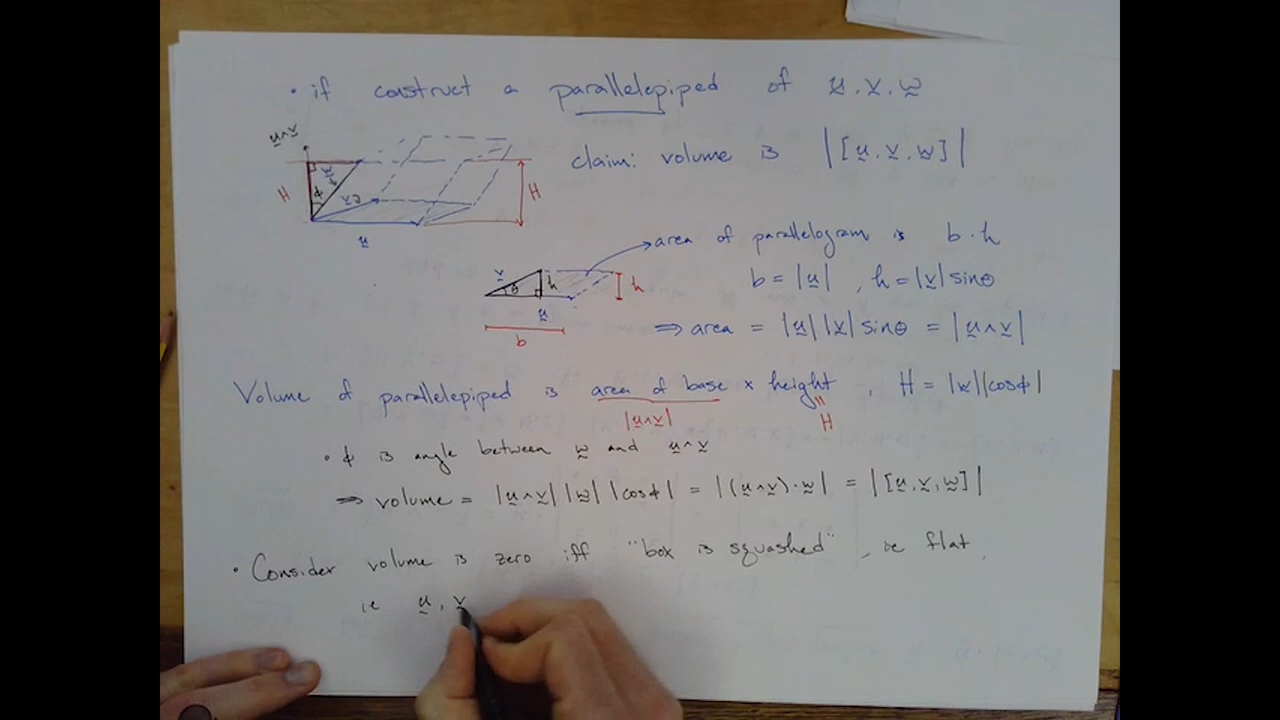 • if construct a parallelepiped of u, v, w
u∧v
claim: volume is |[u, v, w]|
H
ϕ
w
v
H
u
area of parallelogram is b·h
v
θ
h
h
b = |u| , h = |v| sinθ
u
⇒ area = |u| |v| sinθ = |u∧v|
b
Volume of parallelepiped is area of base × height , H = |w| |cosϕ|
|u∧v|
=
H
• ϕ is angle between w and u∧v
⇒ volume = |u∧v| |w| |cosϕ| = |(u∧v)·w| = |[u, v, w]|
• Consider volume is zero iff "box is squashed" , ie flat ,
ie u, v